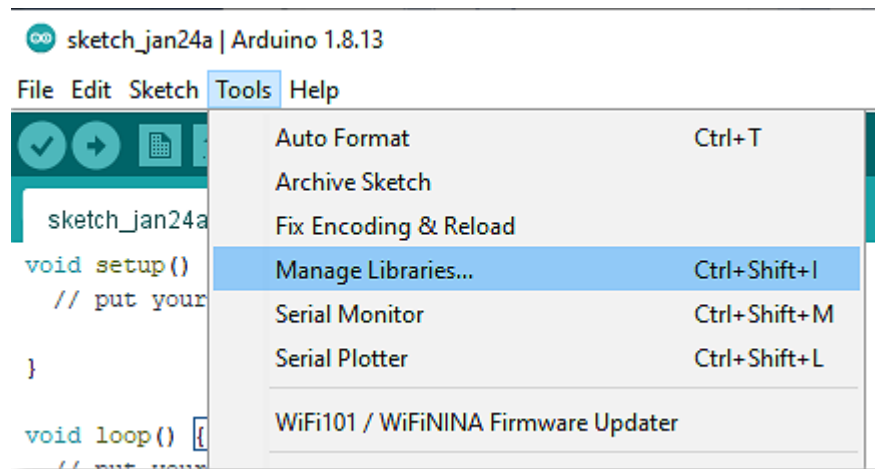 sketch_jan24a | Arduino 1.8.13
File Edit Sketch Tools Help
Auto Format Ctrl+T
Archive Sketch
sketch_jan24a
Fix Encoding & Reload
void setup()
Manage Libraries... Ctrl+Shift+I
// put your
Serial Monitor Ctrl+Shift+M
Serial Plotter Ctrl+Shift+L
}
WiFi101 / WiFiNINA Firmware Updater
void loop() {
// put your